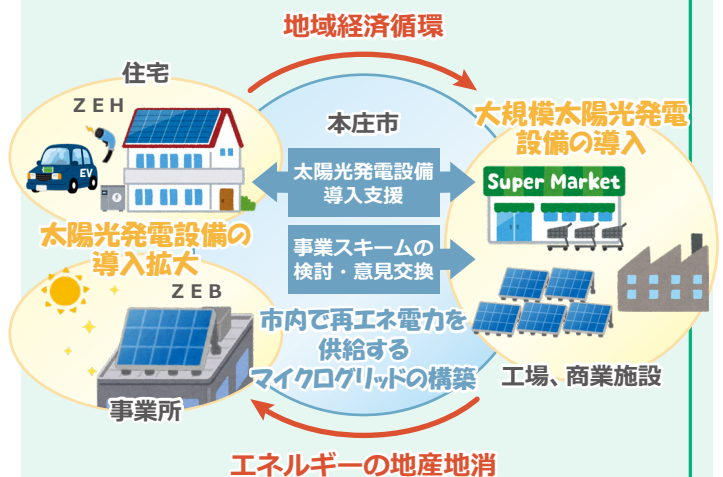 地域経済循環
住宅
ZEH
EV
太陽光発電設備の
導入拡大
ZEB
事業所
本庄市
太陽光発電設備
導入支援
事業スキームの
検討・意見交換
市内で再エネ電力を
供給する
マイクログリッドの構築
大規模太陽光発電
設備の導入
Super Market
工場、商業施設
エネルギーの地産地消